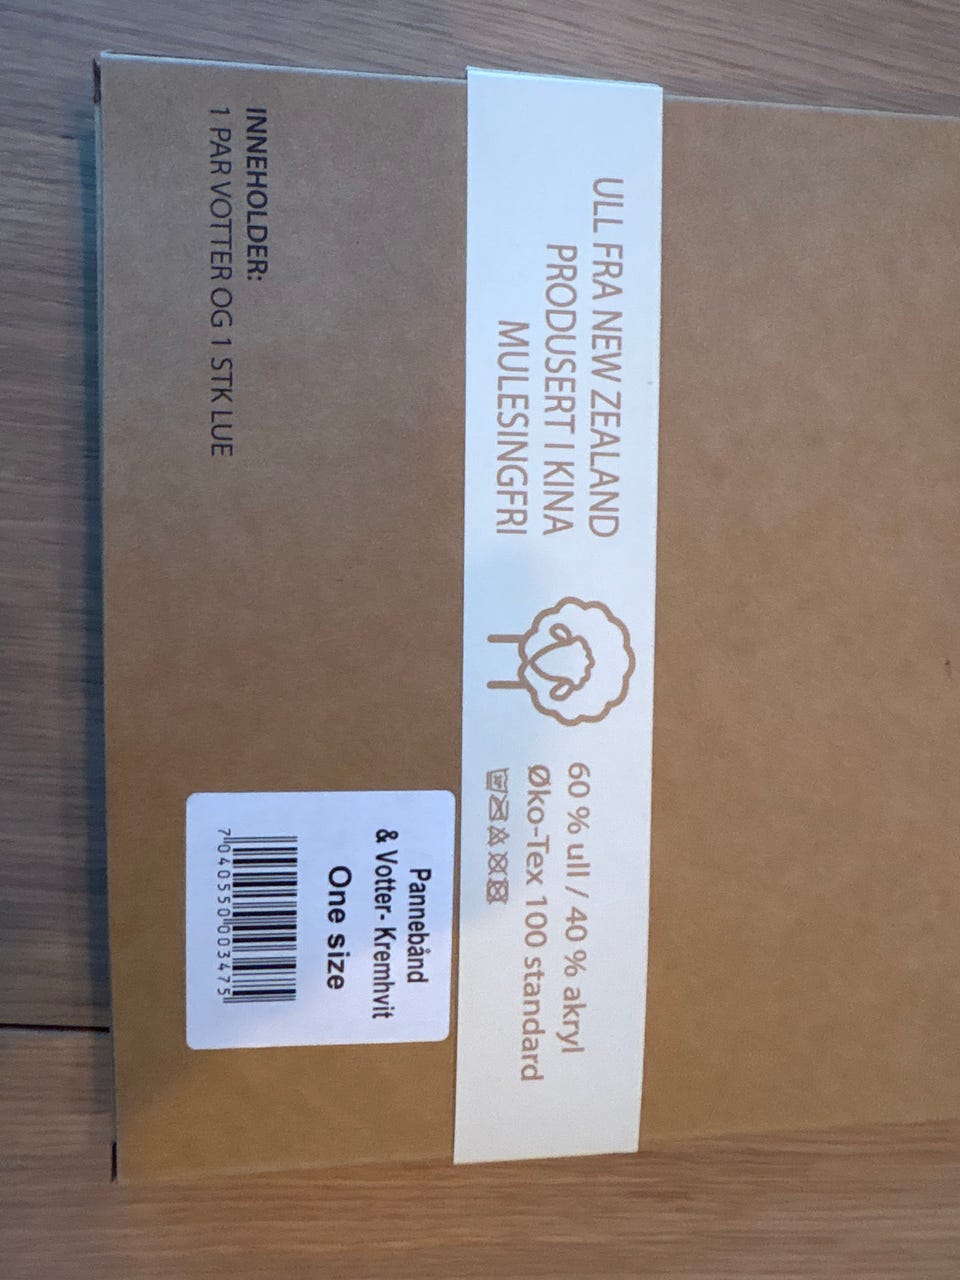 ULL FRA NEW ZEALAND
PRODUSERT I KINA
MULESINGFRI
60 % ull / 40 % akryl
Øko-Tex 100 standard
INNEHOLDER:
1 PAR VOTTER OG 1 STK LUE
Pannebånd
& Votter- Kremhvit
One size
7040550003475